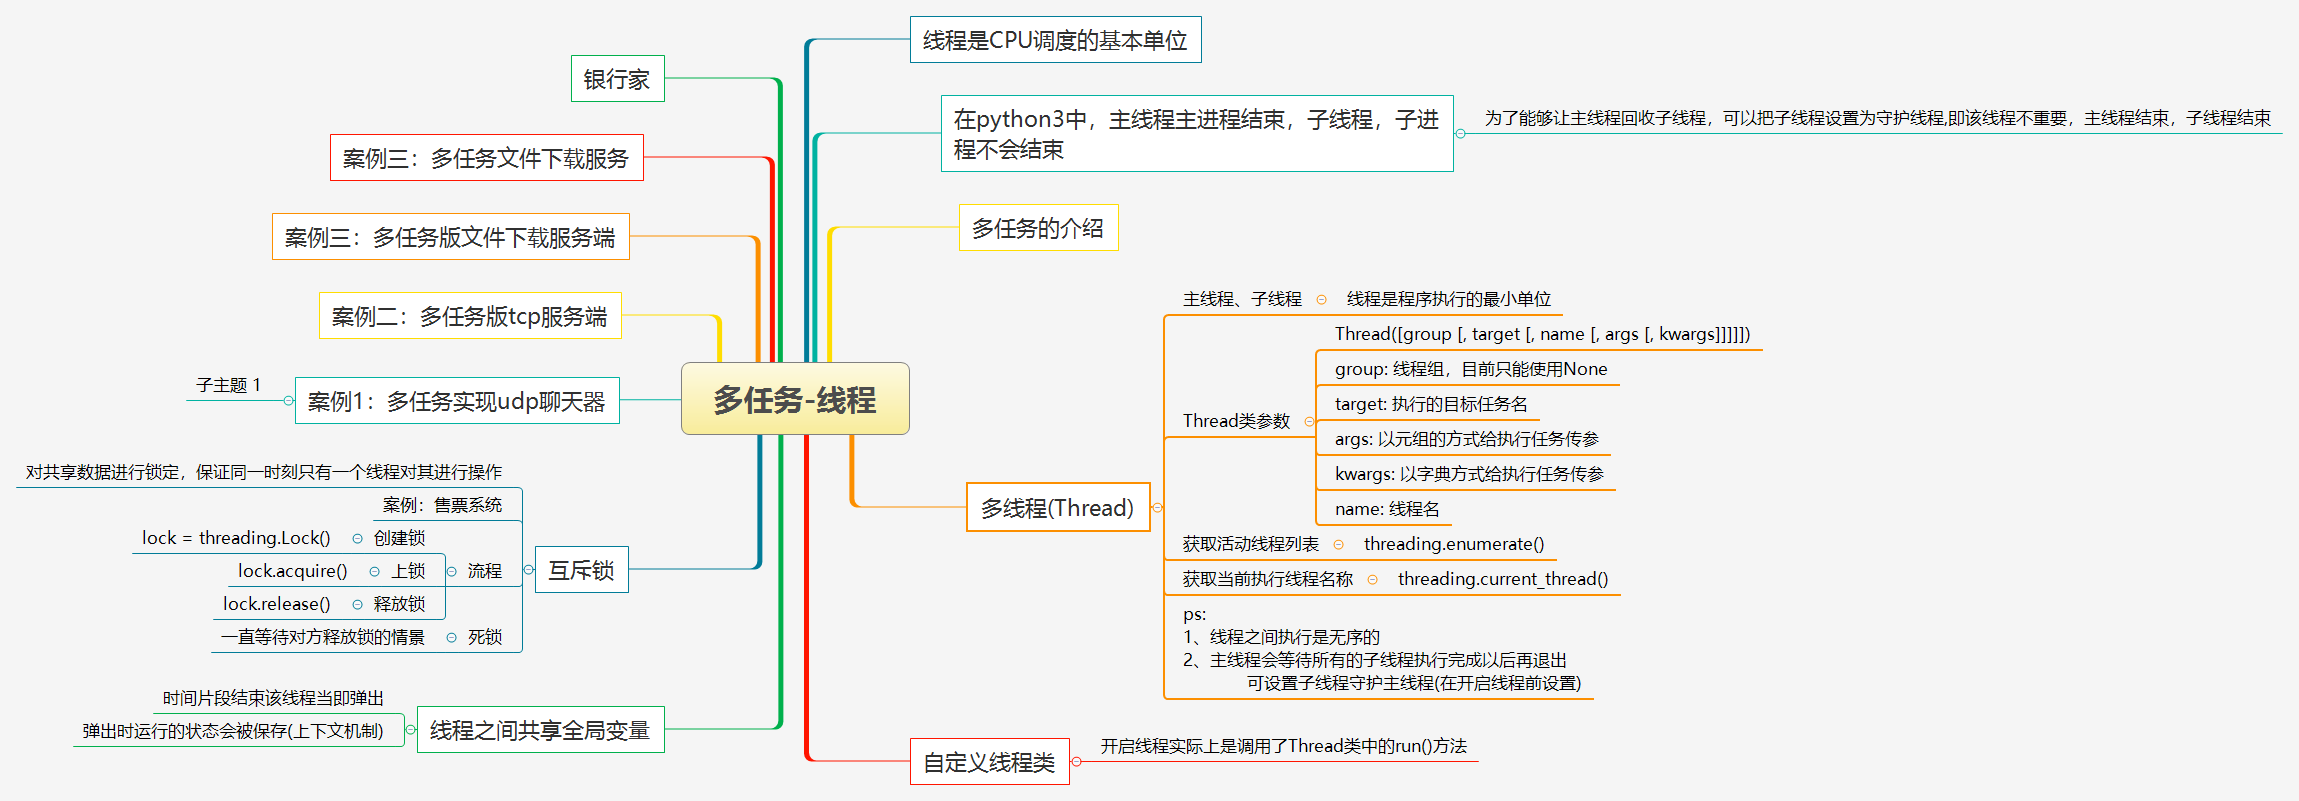 多任务-线程
线程是CPU调度的基本单位
在python3中，主线程主进程结束，子线程，子进
程不会结束
为了能够让主线程回收子线程，可以把子线程设置为守护线程,即该线程不重要，主线程结束，子线程结束
多任务的介绍
多线程(Thread)
主线程、子线程
线程是程序执行的最小单位
Thread类参数
Thread([group [, target [, name [, args [, kwargs]]]]])
group: 线程组，目前只能使用None
target: 执行的目标任务名
args: 以元组的方式给执行任务传参
kwargs: 以字典方式给执行任务传参
name: 线程名
获取活动线程列表
threading.enumerate()
获取当前执行线程名称
threading.current_thread()
ps:
1、线程之间执行是无序的
2、主线程会等待所有的子线程执行完成以后再退出
可设置子线程守护主线程(在开启线程前设置)
自定义线程类
开启线程实际上是调用了Thread类中的run()方法
银行家
案例三：多任务文件下载服务
案例三：多任务版文件下载服务端
案例二：多任务版tcp服务端
案例1：多任务实现udp聊天器
子主题 1
互斥锁
对共享数据进行锁定，保证同一时刻只有一个线程对其进行操作
案例：售票系统
流程
创建锁
lock = threading.Lock()
上锁
lock.acquire()
释放锁
lock.release()
死锁
一直等待对方释放锁的情景
线程之间共享全局变量
时间片段结束该线程当即弹出
弹出时运行的状态会被保存(上下文机制)